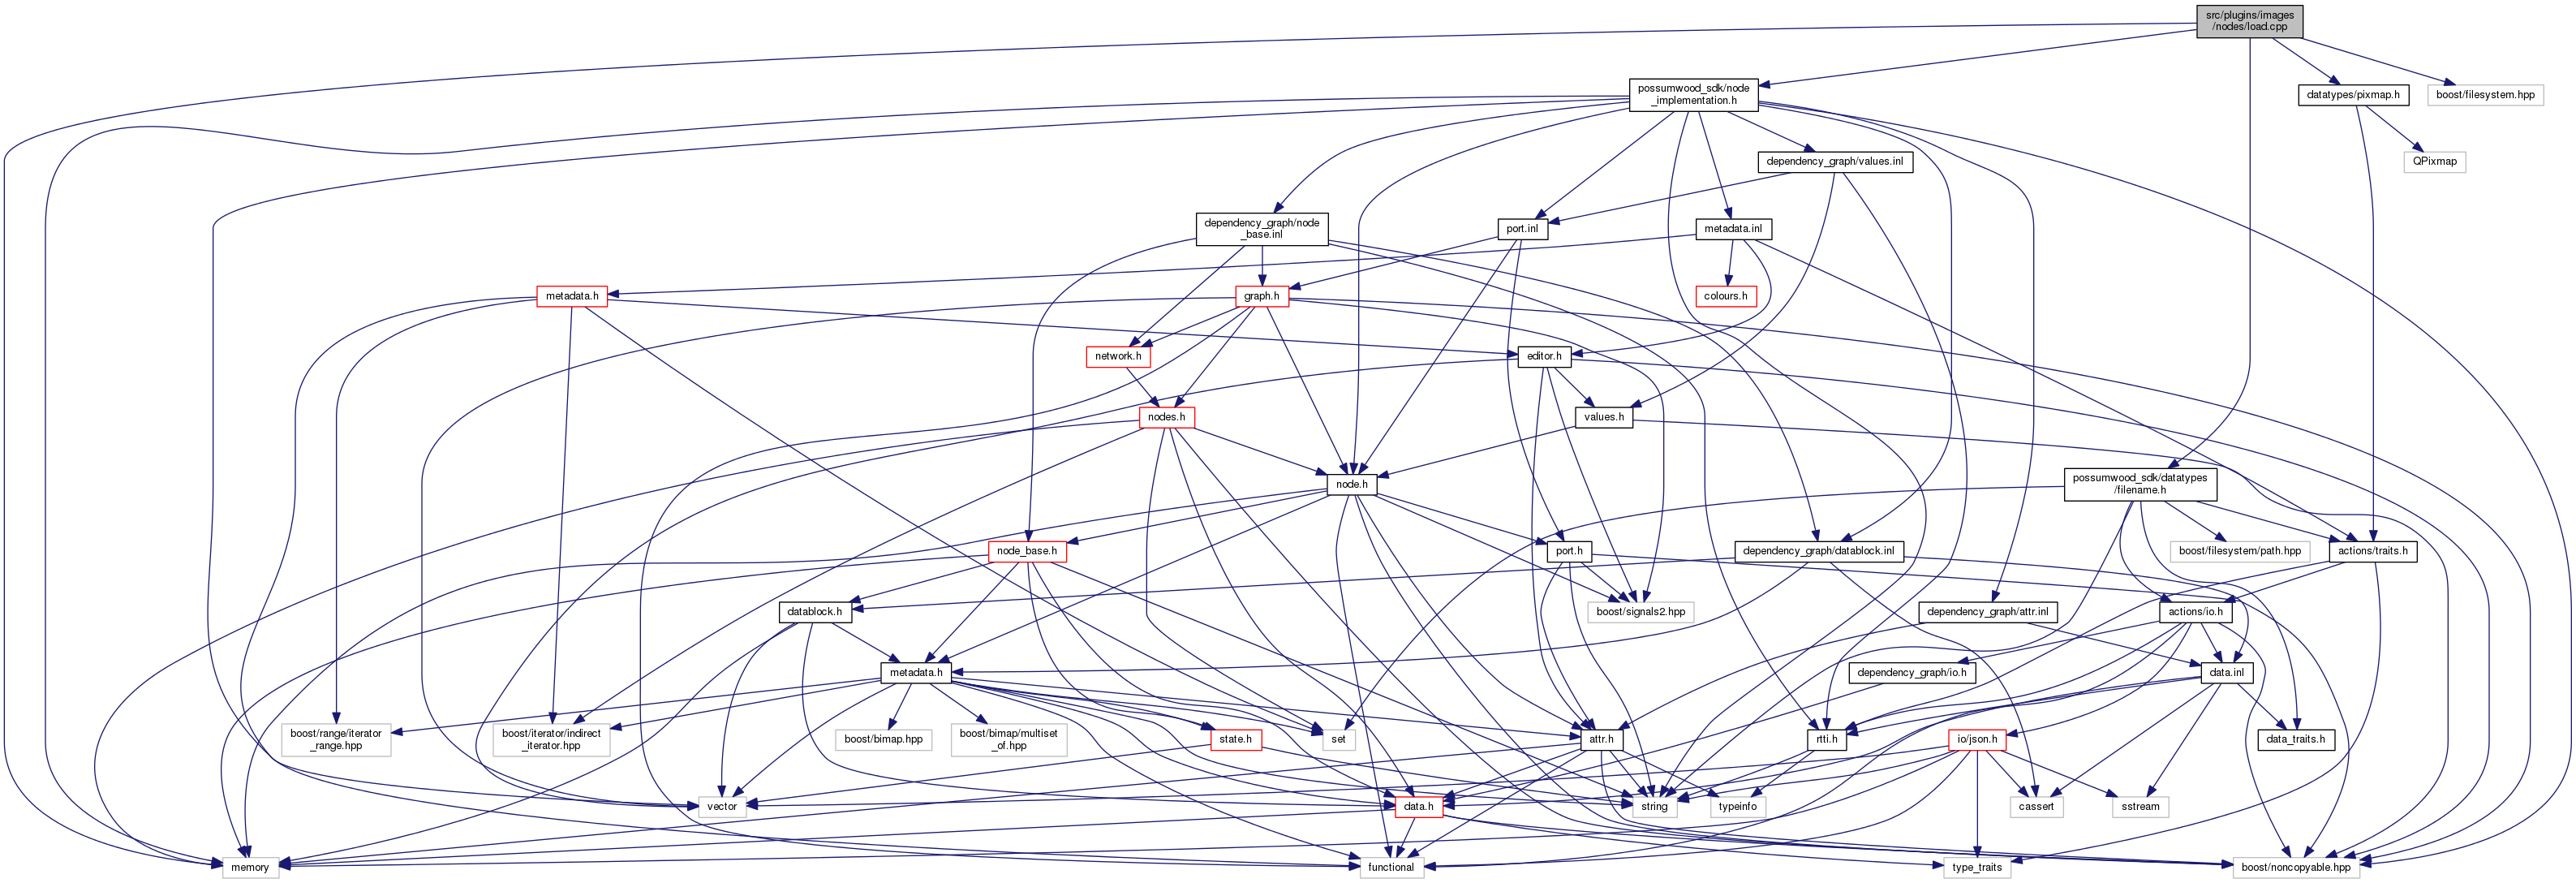 src/plugins/images
/nodes/load.cpp
possumwood_sdk/node
_implementation.h
datatypes/pixmap.h
boost/filesystem.hpp
dependency_graph/values.inl
QPixmap
dependency_graph/node
_base.inl
port.inl
metadata.inl
metadata.h
graph.h
colours.h
network.h
editor.h
nodes.h
values.h
node.h
possumwood_sdk/datatypes
/filename.h
node_base.h
port.h
dependency_graph/datablock.inl
boost/filesystem/path.hpp
actions/traits.h
datablock.h
boost/signals2.hpp
dependency_graph/attr.inl
actions/io.h
metadata.h
dependency_graph/io.h
data.inl
boost/range/iterator
_range.hpp
boost/iterator/indirect
_iterator.hpp
boost/bimap.hpp
boost/bimap/multiset
_of.hpp
state.h
set
attr.h
rtti.h
io/json.h
data_traits.h
vector
data.h
string
typeinfo
cassert
sstream
memory
functional
type_traits
boost/noncopyable.hpp